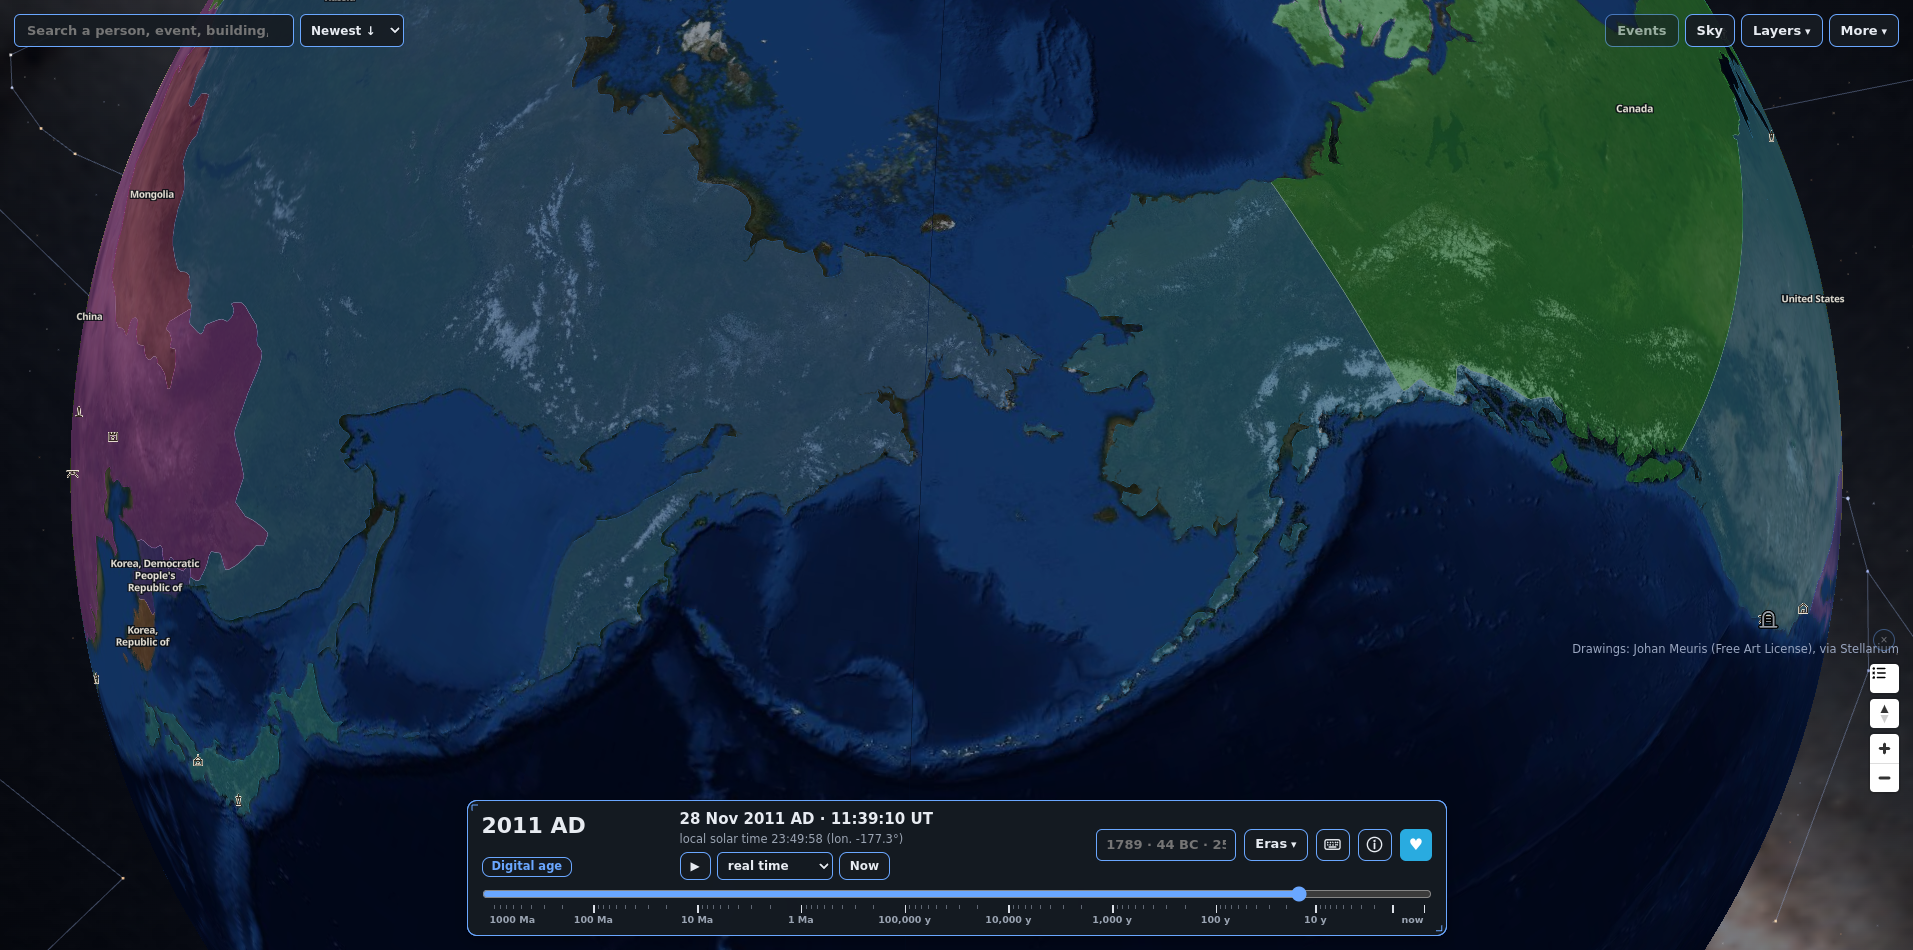 Search a person, event, building,
Newest ↓
Events
Sky
Layers ▾
More ▾
Canada
Mongolia
United States
China
Korea, Democratic
People's
Republic of
Korea,
Republic of
Drawings: Johan Meuris (Free Art License), via Stellarium
2011 AD
Digital age
28 Nov 2011 AD · 11:39:10 UT
local solar time 23:49:58 (lon. -177.3°)
real time
Now
1789 · 44 BC · 25
Eras ▾
1000 Ma
100 Ma
10 Ma
1 Ma
100,000 y
10,000 y
1,000 y
100 y
10 y
now